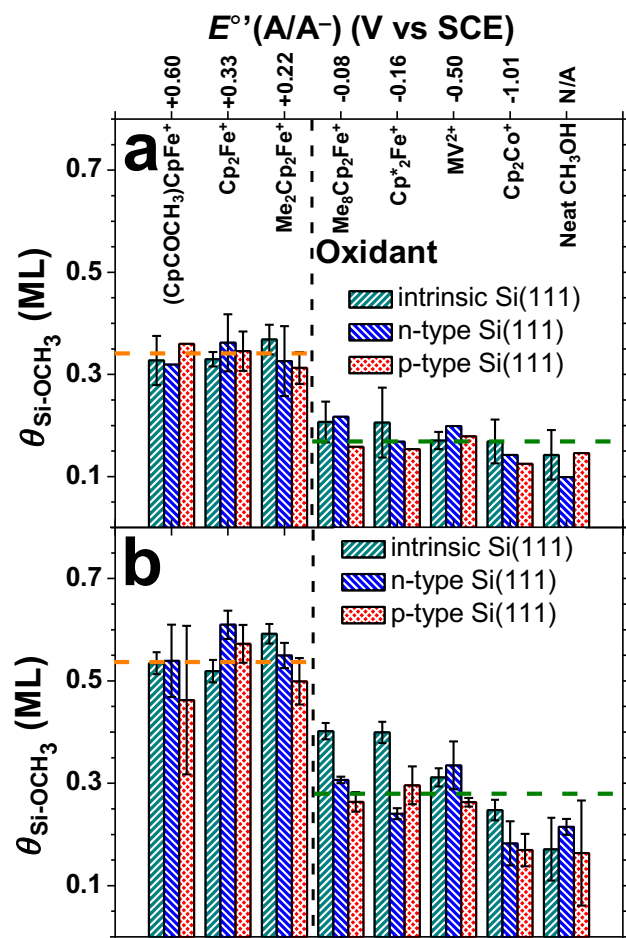 E°’(A/A⁻) (V vs SCE)
+0.60
+0.33
+0.22
-0.08
-0.16
-0.50
-1.01
N/A
a
(CpCOCH₃)CpFe⁺
Cp₂Fe⁺
Me₂Cp₂Fe⁺
Me₈Cp₂Fe⁺
Cp*₂Fe⁺
MV²⁺
Cp₂Co⁺
Neat CH₃OH
Oxidant
intrinsic Si(111)
n-type Si(111)
p-type Si(111)
0.7
0.5
0.3
0.1
θSi-OCH₃ (ML)
b
intrinsic Si(111)
n-type Si(111)
p-type Si(111)
0.7
0.5
0.3
0.1
θSi-OCH₃ (ML)